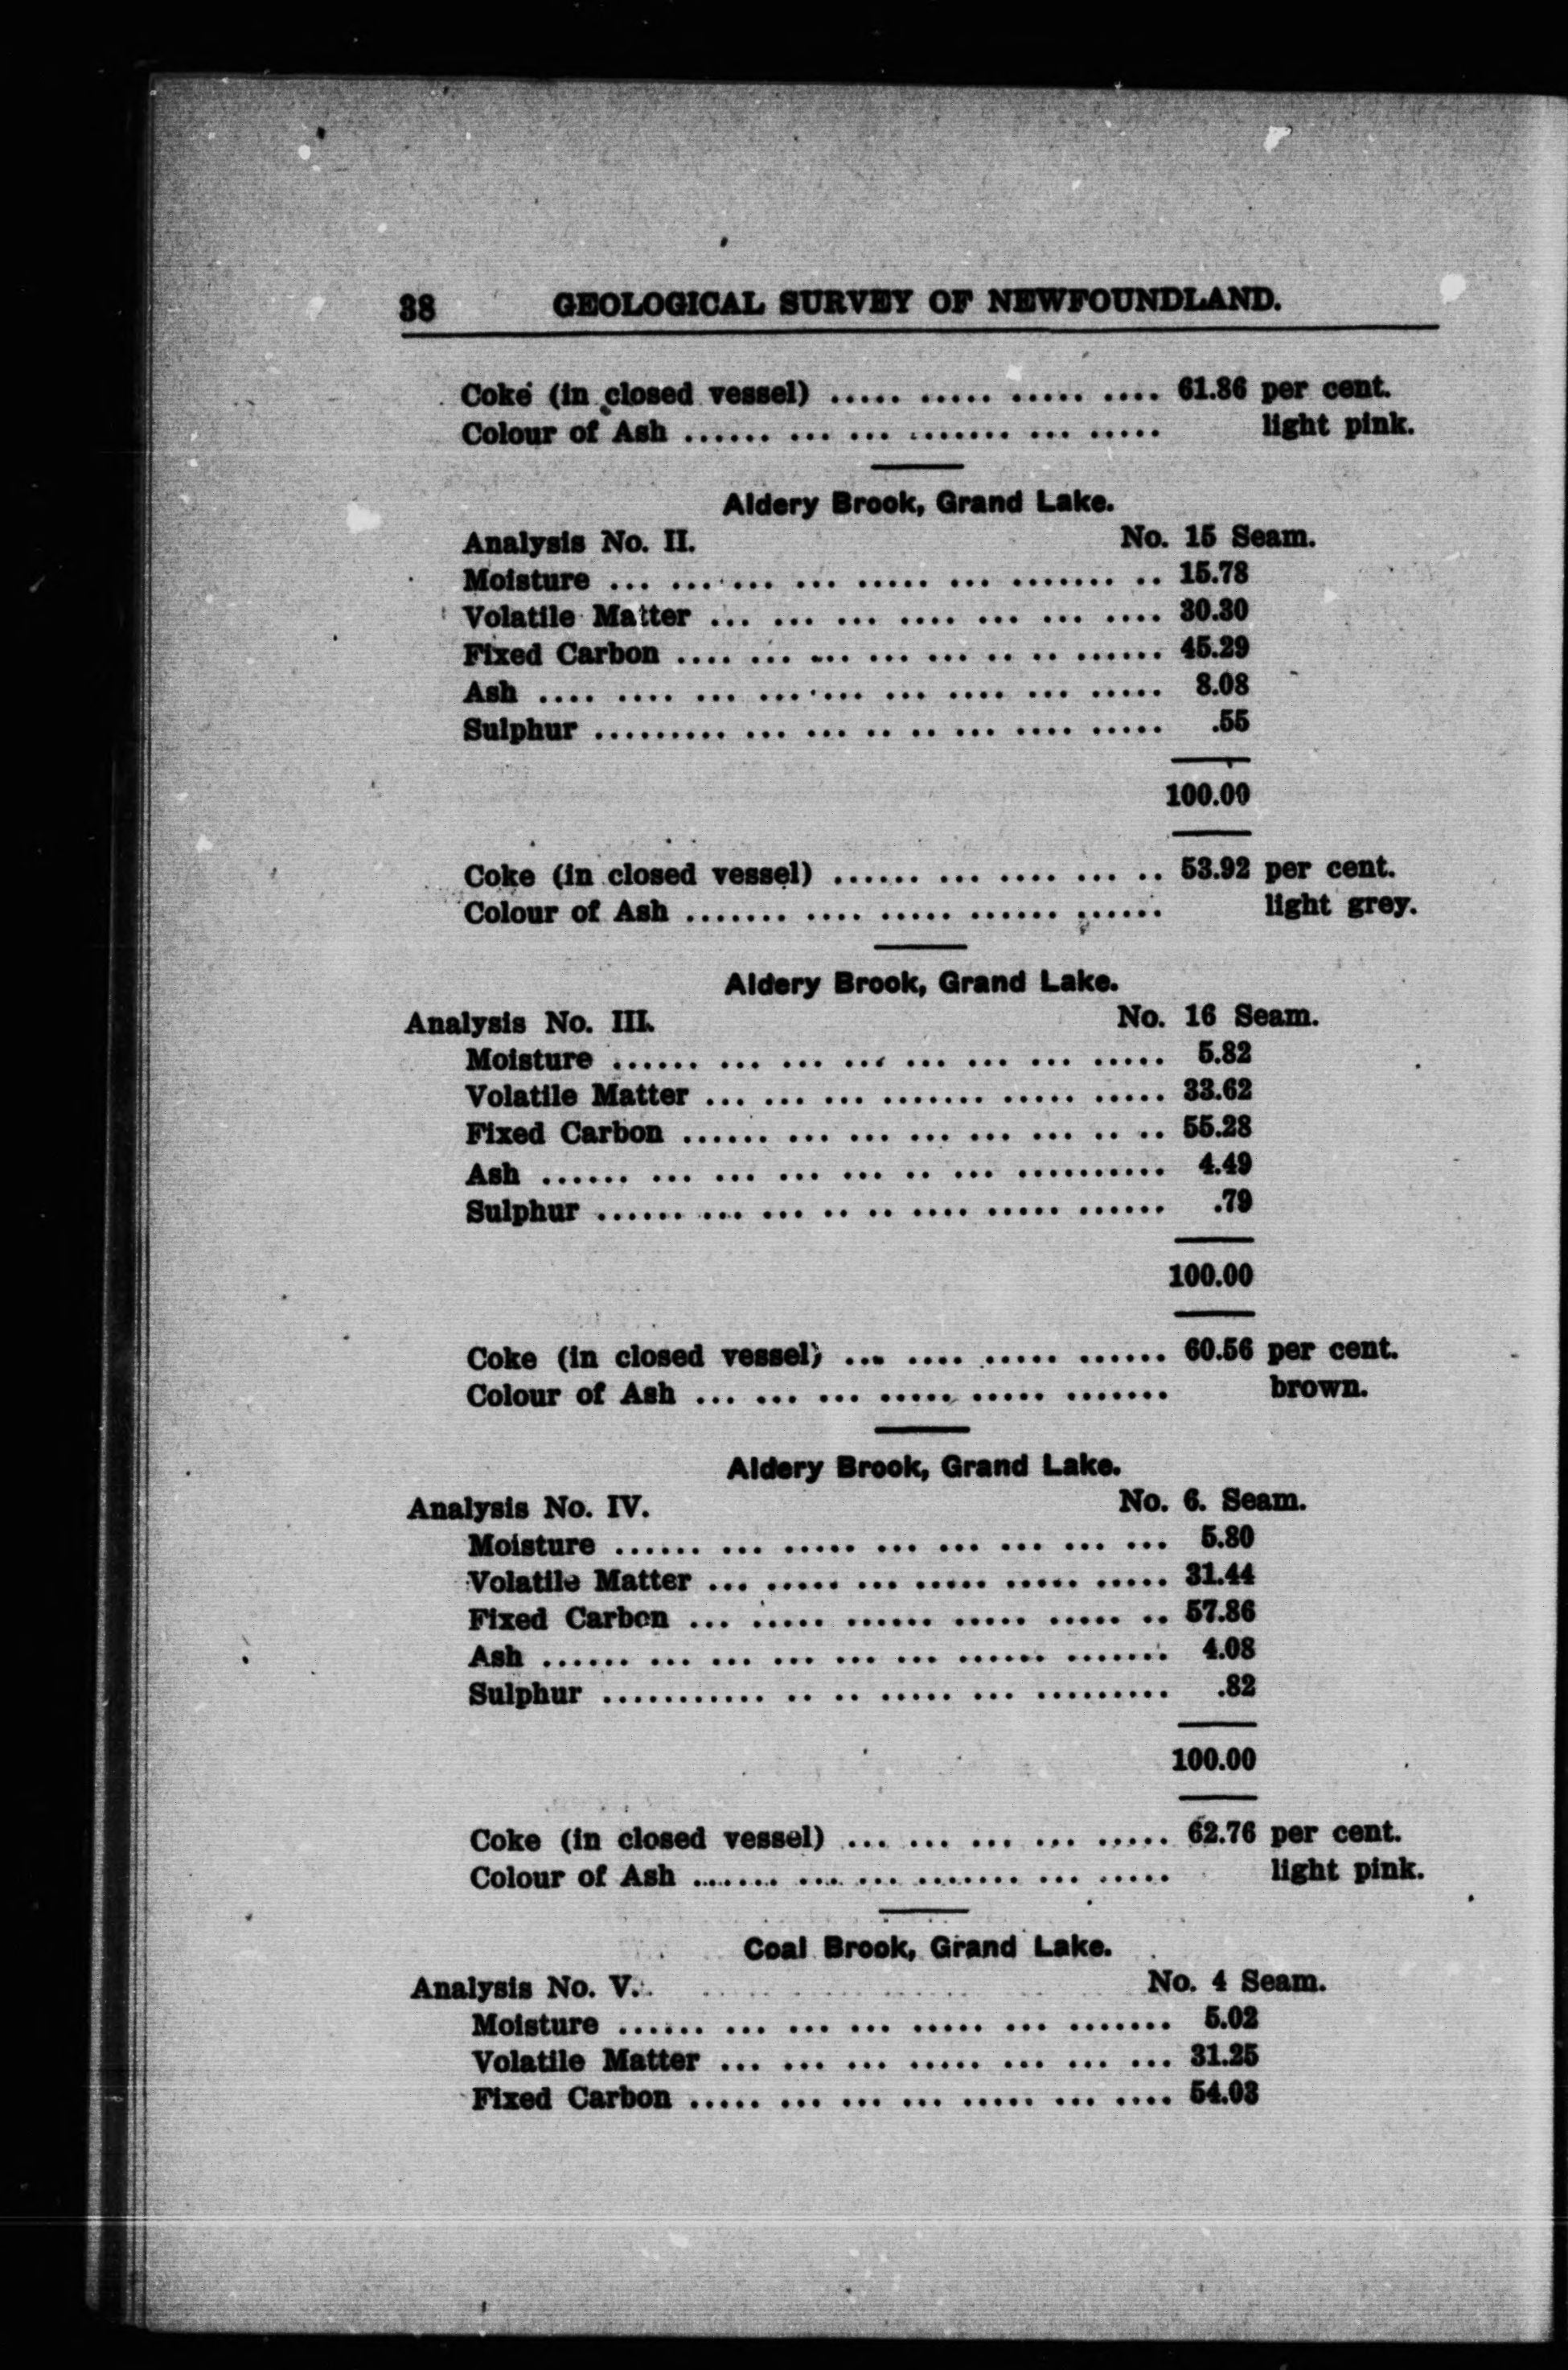 38 GEOLOGICAL SURVEY OF NEWFOUNDLAND.
Coke (in closed vessel) ..... ..... ..... .... 61.86 per cent.
Colour of Ash ...... ... ... ....... ... ..... light pink.
Aldery Brook, Grand Lake.
Analysis No. II. No. 15 Seam.
Moisture ... ... ... ... ..... ... ....... .. 15.78
Volatile Matter ... ... ... .... ... ... .... 30.30
Fixed Carbon .... ... ... ... ... .. .. ...... 45.29
Ash .... .... ... ... ... ... .... ... ..... 8.08
Sulphur ......... ... ... .. .. ... .... ..... .55
100.00
Coke (in closed vessel) ...... ... .... ... .. 53.92 per cent.
Colour of Ash ....... .... ..... ...... ...... light grey.
Aldery Brook, Grand Lake.
Analysis No. III. No. 16 Seam.
Moisture ...... ... ... ... ... ... ... ..... 5.82
Volatile Matter ... ... ... ....... ..... ..... 33.62
Fixed Carbon ...... ... ... ... ... ... .. .. 55.28
Ash ...... ... ... ... ... .. ... .......... 4.49
Sulphur ...... ... ... .. .. .... ..... ...... .79
100.00
Coke (in closed vessel) ... .... ..... ...... 60.56 per cent.
Colour of Ash ... ... ... ..... ..... ....... brown.
Aldery Brook, Grand Lake.
Analysis No. IV. No. 6. Seam.
Moisture ...... ... ..... ... ... ... ... ... 5.80
Volatile Matter ... ..... ... ..... ..... ..... 31.44
Fixed Carbon ... ..... ...... ..... ..... .. 57.86
Ash ...... ... ... ... ... ... ...... ....... 4.08
Sulphur ........... .. .. ..... ... ......... .82
100.00
Coke (in closed vessel) ... ... ... ... ..... 62.76 per cent.
Colour of Ash ....... ... ... ....... ... ..... light pink.
Coal Brook, Grand Lake.
Analysis No. V. No. 4 Seam.
Moisture ...... ... ... ... ..... ... ....... 5.02
Volatile Matter ... ... ... ..... ... ... ... 31.25
Fixed Carbon ..... ... ... ... ..... ... .... 54.03